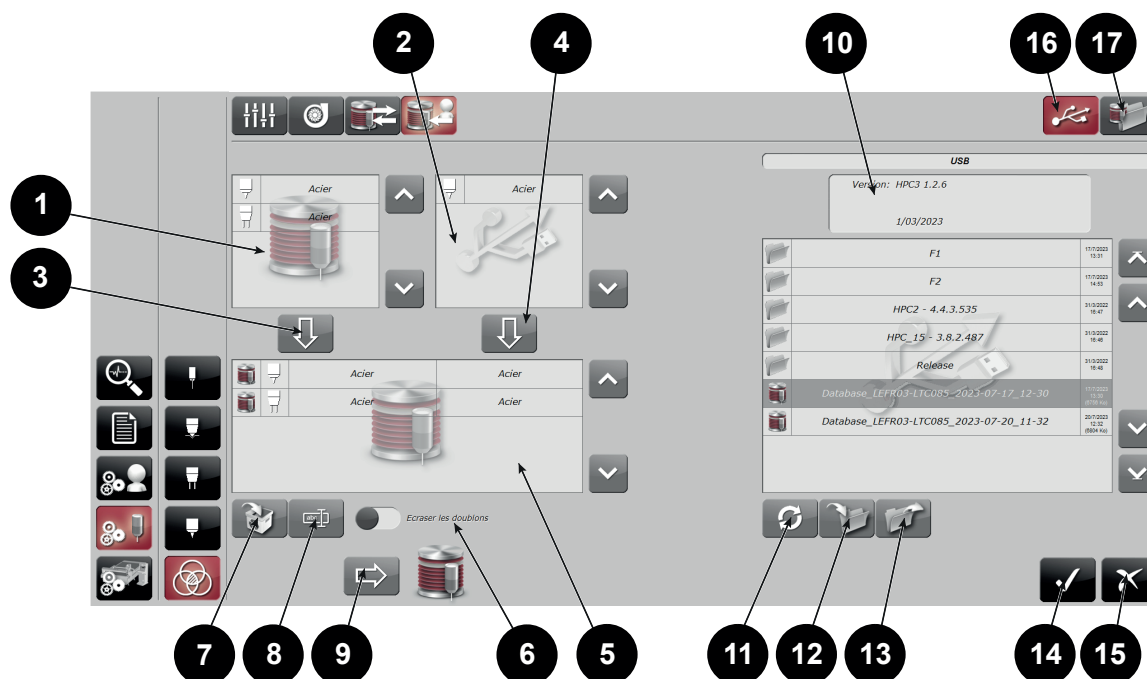 2
4
10
16
17
USB
Version: HPC3 1.2.6
1/03/2023
1
Acier
Acier
Acier
3
F1
17/7/2023
13:31
F2
17/7/2023
14:53
HPC2 - 4.4.3.535
31/3/2022
16:47
HPC_15 - 3.8.2.487
31/3/2022
16:46
Release
31/3/2022
16:48
Database_LEFR03-LTC085_2023-07-17_12-30
17/7/2023
Database_LEFR03-LTC085_2023-07-20_11-32
20/7/2023
12:32
Acier Acier
Acier Acier
abc
Ecraser les doublons
7
8
9
6
5
11
12
13
14
15